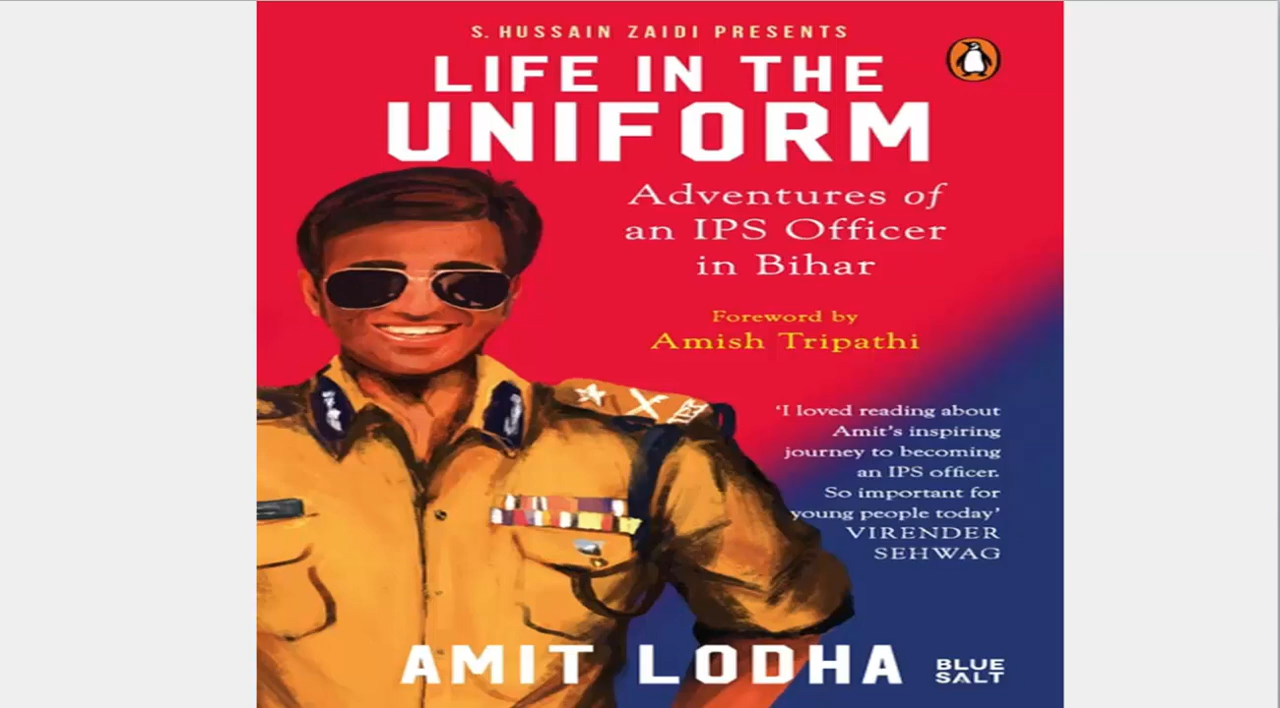 S. HUSSAIN ZAIDI PRESENTS
LIFE IN THE
UNIFORM
Adventures of
an IPS Officer
in Bihar
Foreword by
Amish Tripathi
'I loved reading about
Amit's inspiring
journey to becoming
an IPS officer.
So important for
young people today'
VIRENDER
SEHWAG
AMIT LODHA
BLUE
SALT